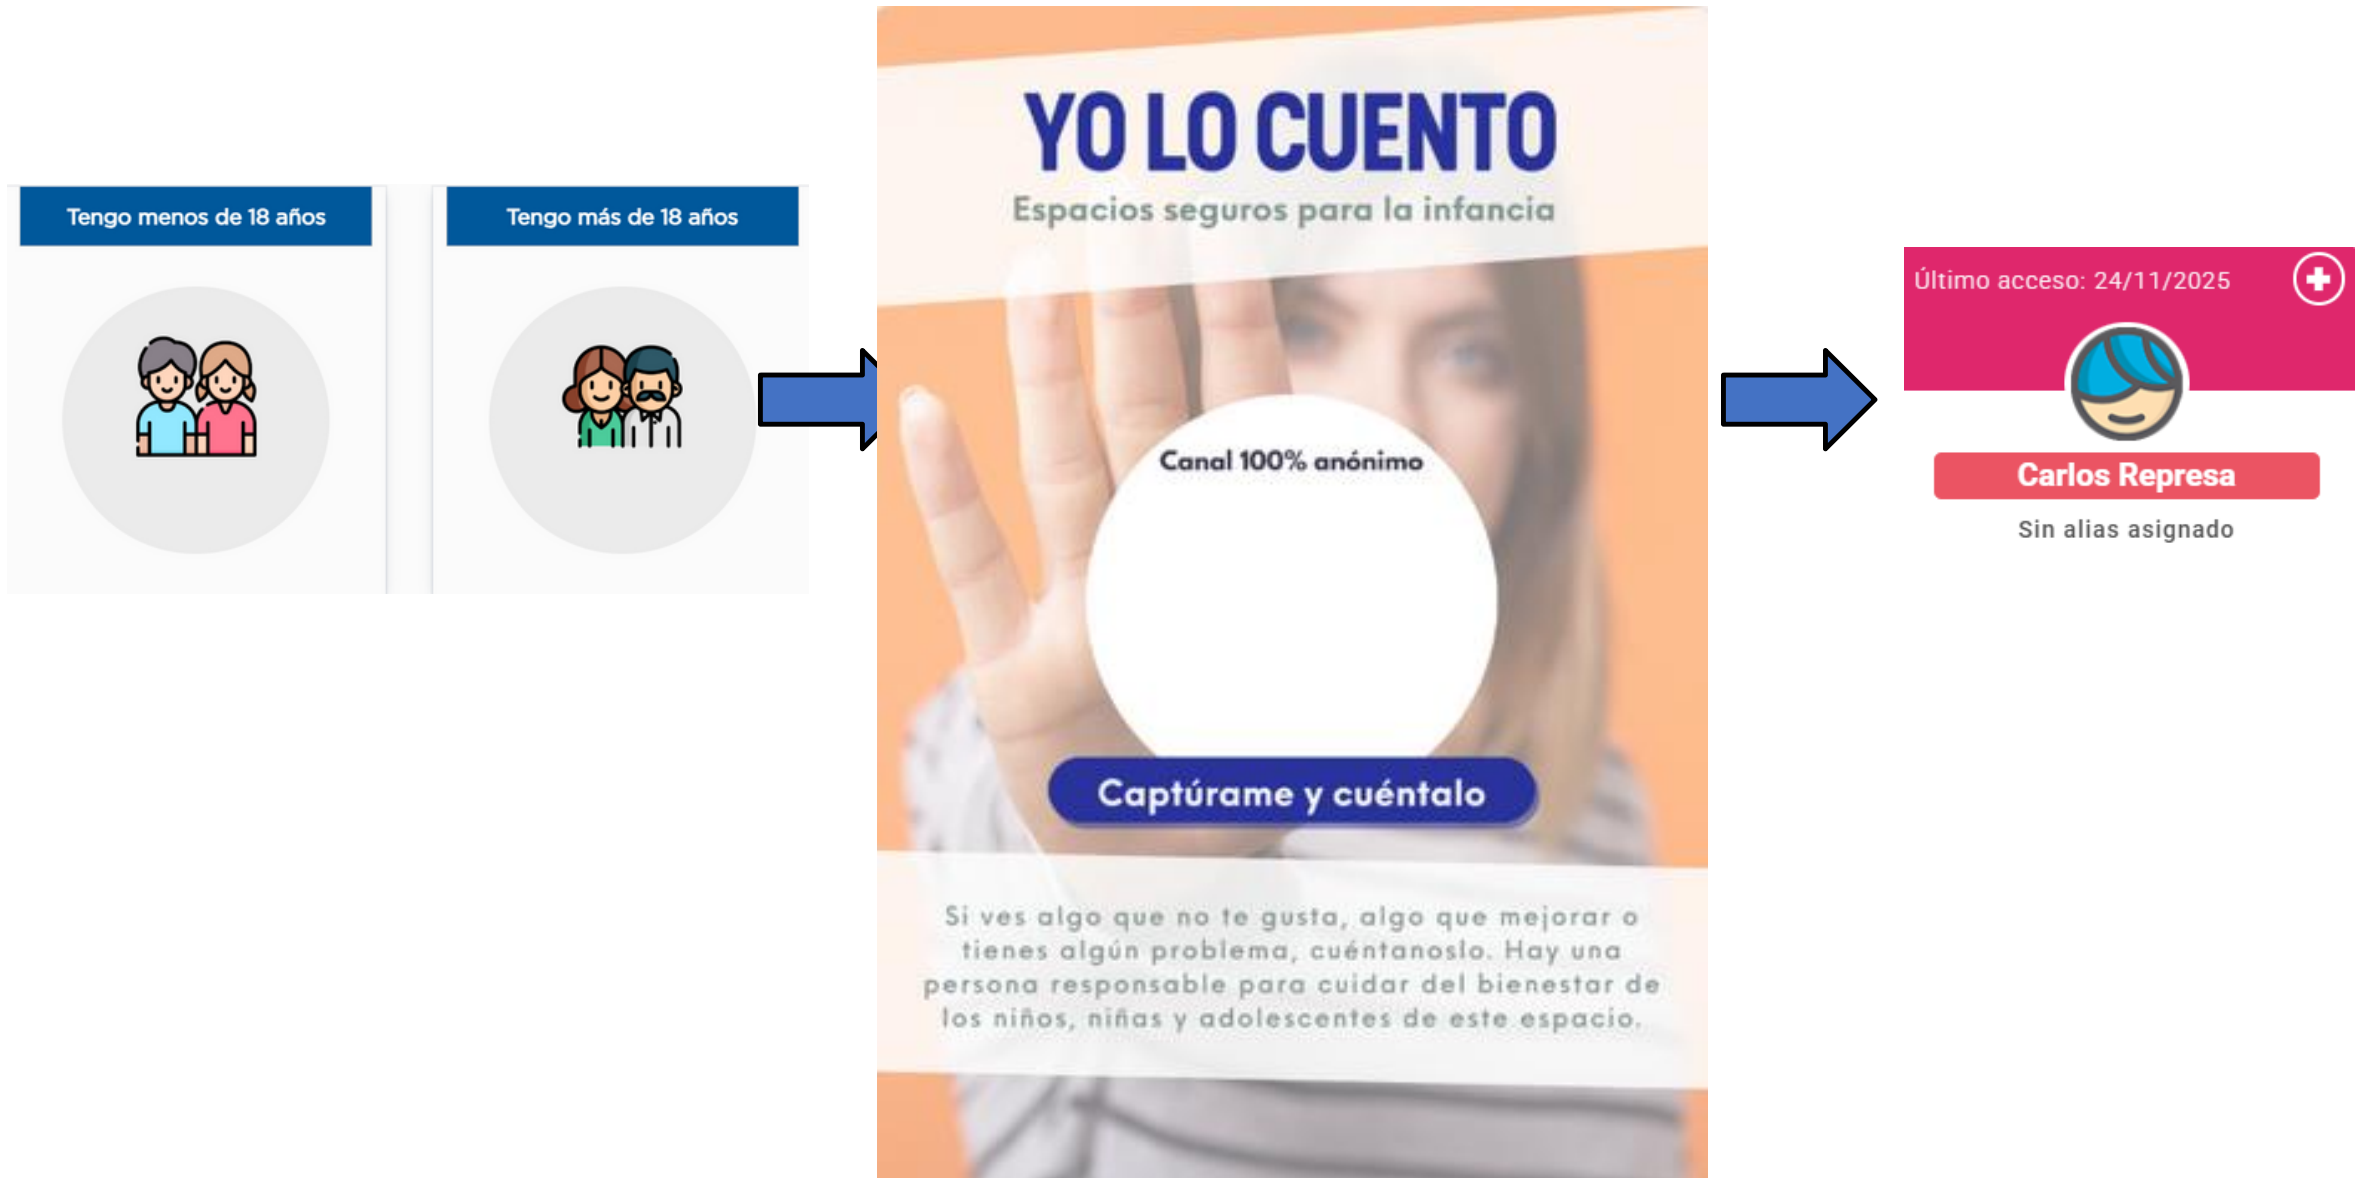 Tengo menos de 18 años
Tengo más de 18 años
YO LO CUENTO
Espacios seguros para la infancia
Canal 100% anónimo
Captúrame y cuéntalo
Si ves algo que no te gusta, algo que mejorar o
tienes algún problema, cuéntanoslo. Hay una
persona responsable para cuidar del bienestar de
los niños, niñas y adolescentes de este espacio.
Último acceso: 24/11/2025
Carlos Represa
Sin alias asignado